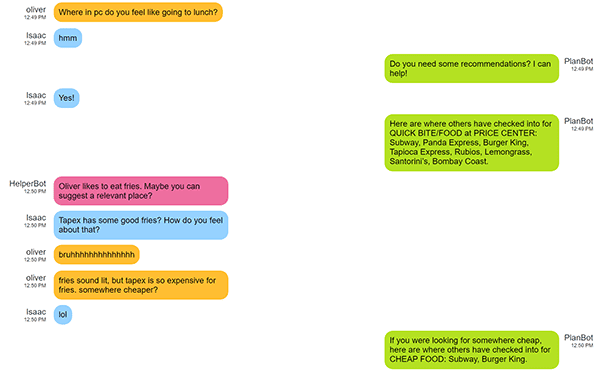 oliver
12:49 PM
Where in pc do you feel like going to lunch?
Isaac
12:49 PM
hmm
Do you need some recommendations? I can
help!
PlanBot
12:49 PM
Isaac
12:49 PM
Yes!
Here are where others have checked into for
QUICK BITE/FOOD at PRICE CENTER:
Subway, Panda Express, Burger King,
Tapioca Express, Rubios, Lemongrass,
Santorini's, Bombay Coast.
PlanBot
12:49 PM
HelperBot
12:50 PM
Oliver likes to eat fries. Maybe you can
suggest a relevant place?
Isaac
12:50 PM
Tapex has some good fries? How do you feel
about that?
oliver
12:50 PM
bruhhhhhhhhhhhhhh
oliver
12:50 PM
fries sound lit, but tapex is so expensive for
fries. somewhere cheaper?
Isaac
12:50 PM
lol
If you were looking for somewhere cheap,
here are where others have checked into for
CHEAP FOOD: Subway, Burger King.
PlanBot
12:50 PM